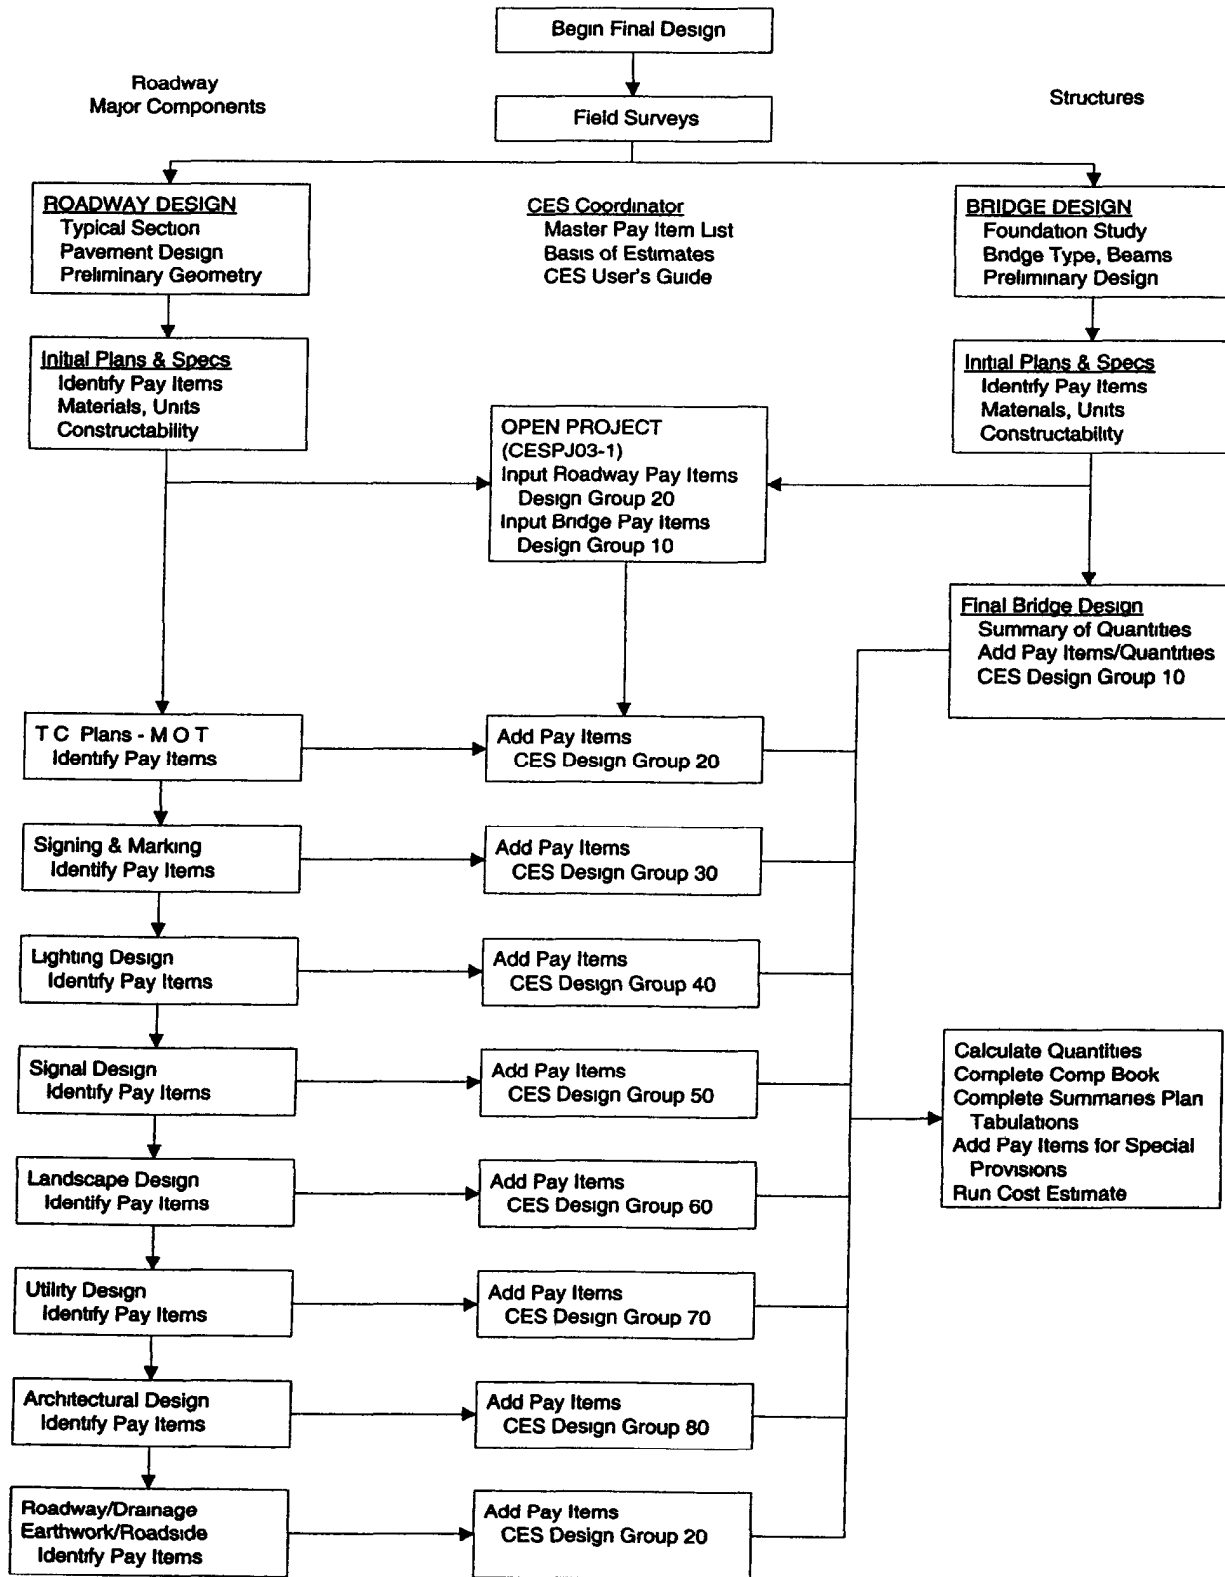 Begin Final Design
Roadway
Major Components
Structures
Field Surveys
ROADWAY DESIGN
Typical Section
Pavement Design
Preliminary Geometry
CES Coordinator
Master Pay Item List
Basis of Estimates
CES User's Guide
BRIDGE DESIGN
Foundation Study
Bridge Type, Beams
Preliminary Design
Initial Plans & Specs
Identify Pay Items
Materials, Units
Constructability
OPEN PROJECT
(CESPJ03-1)
Input Roadway Pay Items
Design Group 20
Input Bridge Pay Items
Design Group 10
Initial Plans & Specs
Identify Pay Items
Materials, Units
Constructability
Final Bridge Design
Summary of Quantities
Add Pay Items/Quantities
CES Design Group 10
T C Plans - M O T
Identify Pay Items
Add Pay Items
CES Design Group 20
Signing & Marking
Identify Pay Items
Add Pay Items
CES Design Group 30
Lighting Design
Identify Pay Items
Add Pay Items
CES Design Group 40
Signal Design
Identify Pay Items
Add Pay Items
CES Design Group 50
Calculate Quantities
Complete Comp Book
Complete Summaries Plan
Tabulations
Add Pay Items for Special
Provisions
Run Cost Estimate
Landscape Design
Identify Pay Items
Add Pay Items
CES Design Group 60
Utility Design
Identify Pay Items
Add Pay Items
CES Design Group 70
Architectural Design
Identify Pay Items
Add Pay Items
CES Design Group 80
Roadway/Drainage
Earthwork/Roadside
Identify Pay Items
Add Pay Items
CES Design Group 20